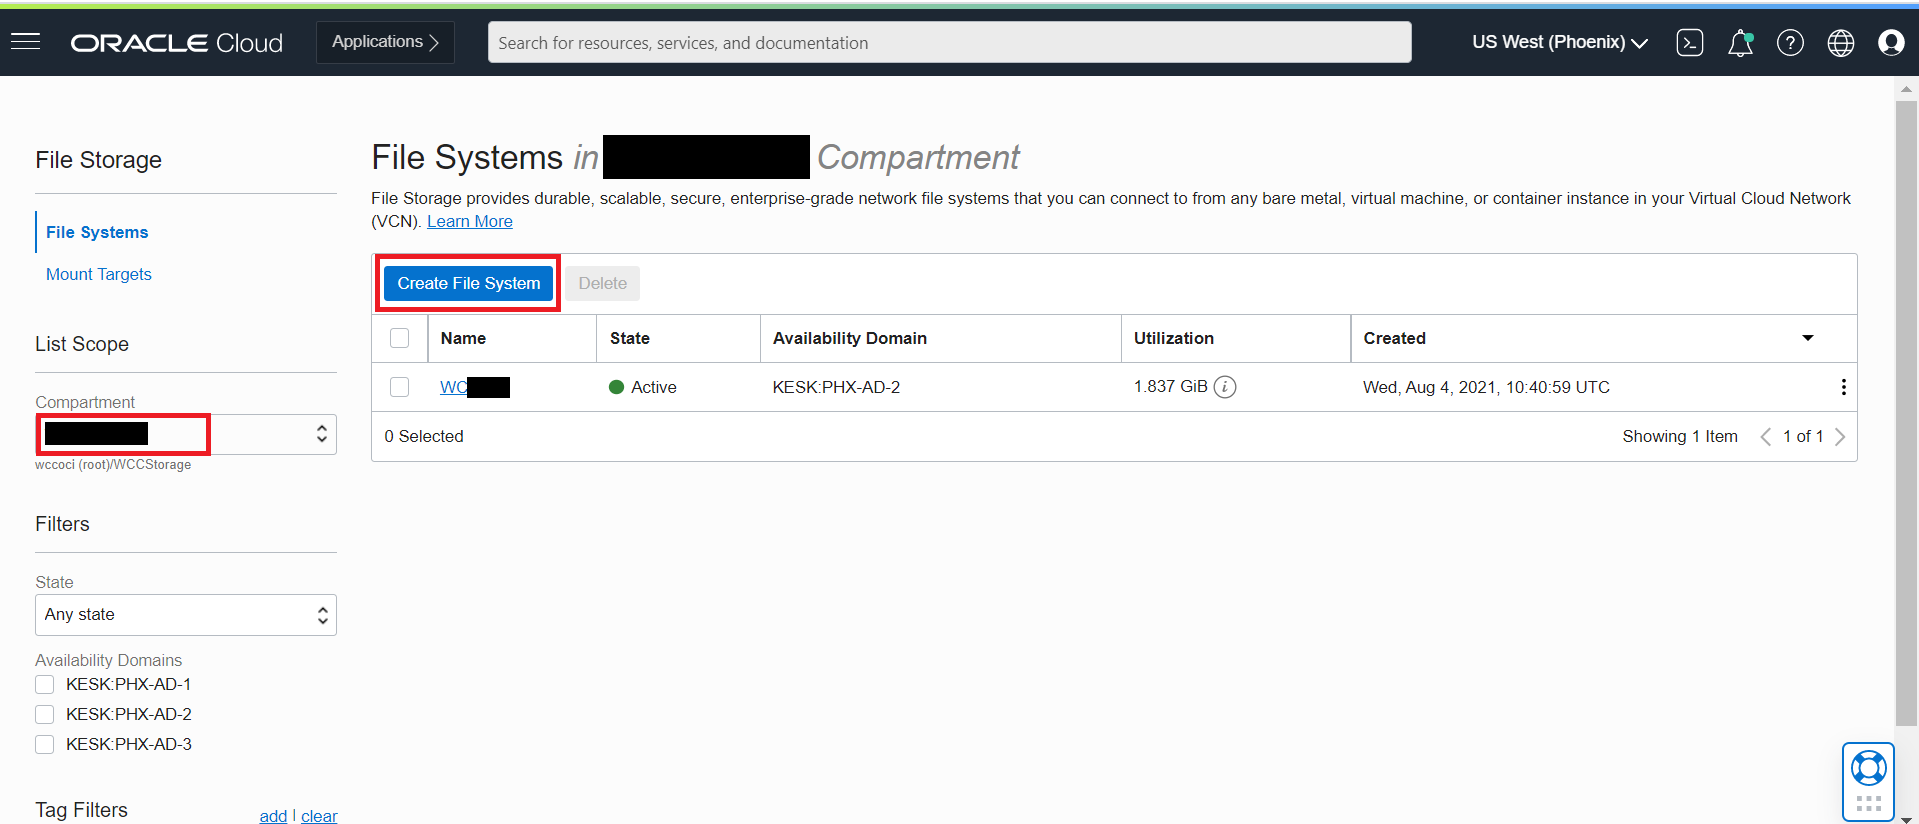 ORACLE Cloud
Applications
Search for resources, services, and documentation
US West (Phoenix)
File Storage
File Systems
Mount Targets
List Scope
Compartment
wccoci (root)/WCCStorage
Filters
State
Any state
Availability Domains
KESK:PHX-AD-1
KESK:PHX-AD-2
KESK:PHX-AD-3
Tag Filters add | clear
File Systems in Compartment
File Storage provides durable, scalable, secure, enterprise-grade network file systems that you can connect to from any bare metal, virtual machine, or container instance in your Virtual Cloud Network
(VCN). Learn More
Create File System Delete
Name State Availability Domain Utilization Created
WC Active KESK:PHX-AD-2 1.837 GiB i Wed, Aug 4, 2021, 10:40:59 UTC
0 Selected Showing 1 Item 1 of 1